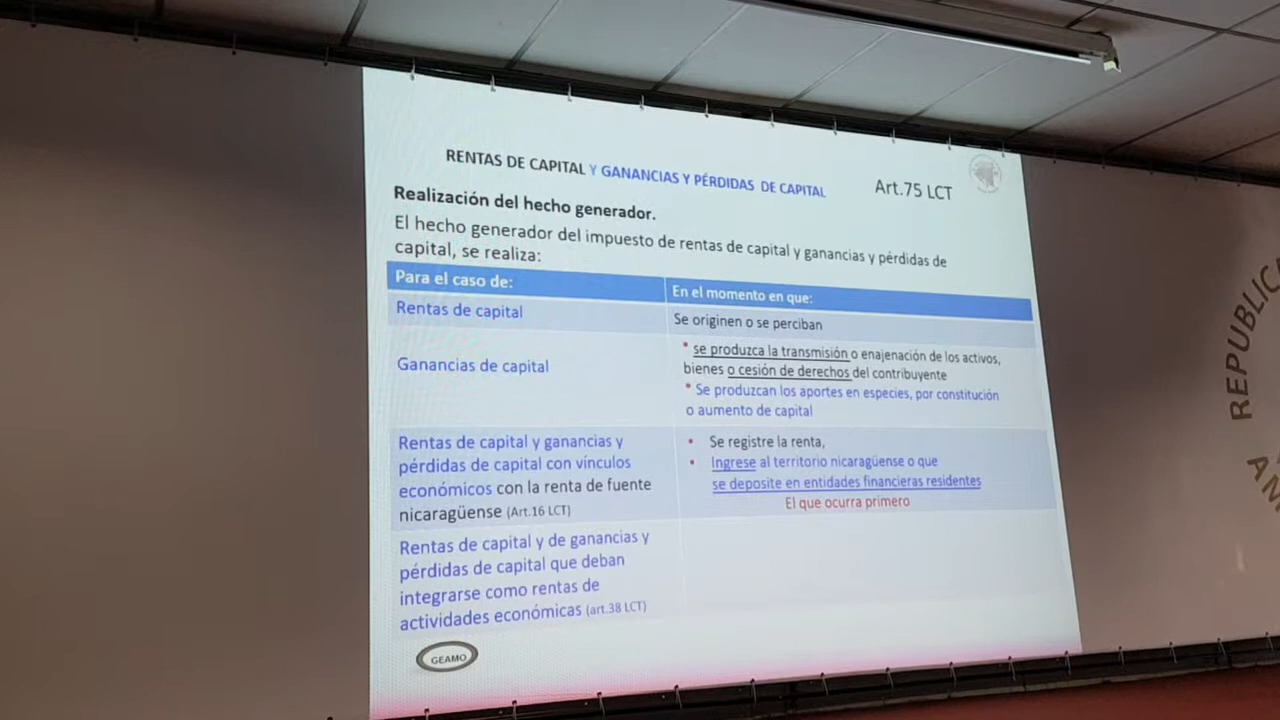 RENTAS DE CAPITAL Y GANANCIAS Y PÉRDIDAS DE CAPITAL
Art.75 LCT
Realización del hecho generador.
El hecho generador del impuesto de rentas de capital y ganancias y pérdidas de
capital, se realiza:
Para el caso de:
En el momento en que:
Rentas de capital
Se originen o se perciban
Ganancias de capital
* se produzca la transmisión o enajenación de los activos,
bienes o cesión de derechos del contribuyente
* Se produzcan los aportes en especies, por constitución
o aumento de capital
Rentas de capital y ganancias y
pérdidas de capital con vínculos
económicos con la renta de fuente
nicaragüense (Art.16 LCT)
• Se registre la renta,
• Ingrese al territorio nicaragüense o que
se deposite en entidades financieras residentes
El que ocurra primero
Rentas de capital y de ganancias y
pérdidas de capital que deban
integrarse como rentas de
actividades económicas (art.38 LCT)
GEAMO